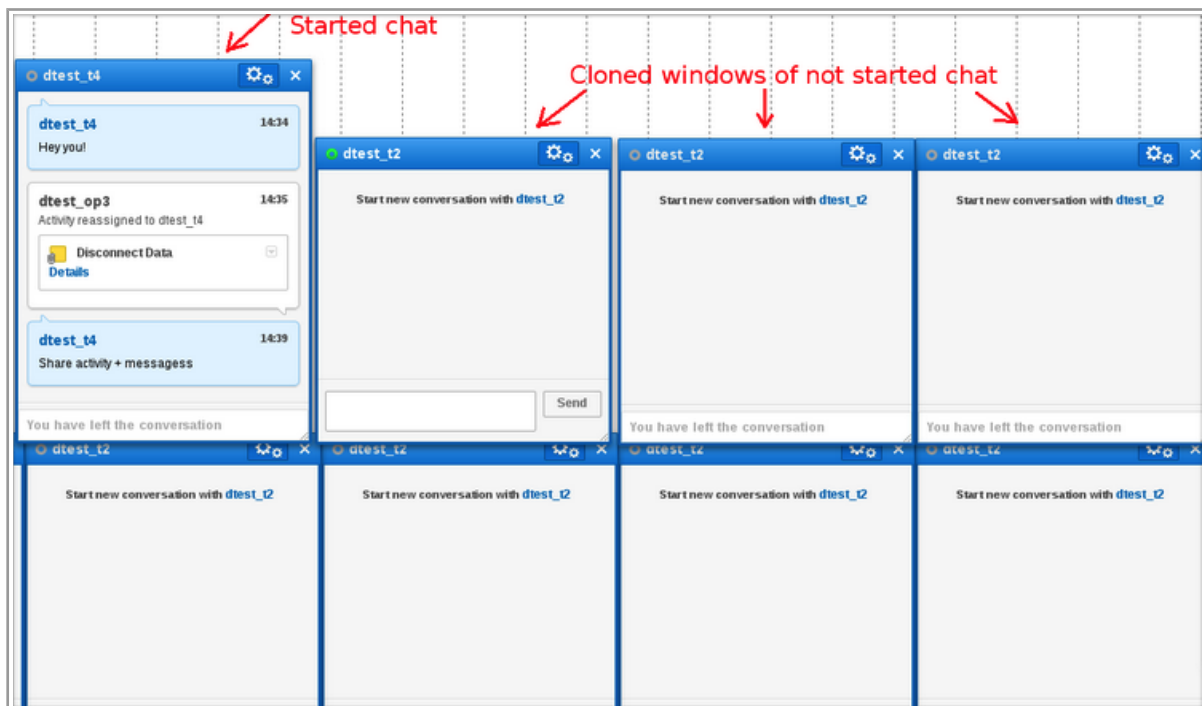 Started chat
Cloned windows of not started chat
dtest_t4
dtest_t4 14:34
Hey you!
dtest_op3 14:35
Activity reassigned to dtest_t4
Disconnect Data
Details
dtest_t4 14:39
Share activity + messagess
You have left the conversation
dtest_t2
Start new conversation with dtest_t2
Send
dtest_t2
Start new conversation with dtest_t2
You have left the conversation
dtest_t2
Start new conversation with dtest_t2
You have left the conversation
dtest_t2
Start new conversation with dtest_t2
dtest_t2
Start new conversation with dtest_t2
dtest_t2
Start new conversation with dtest_t2
dtest_t2
Start new conversation with dtest_t2